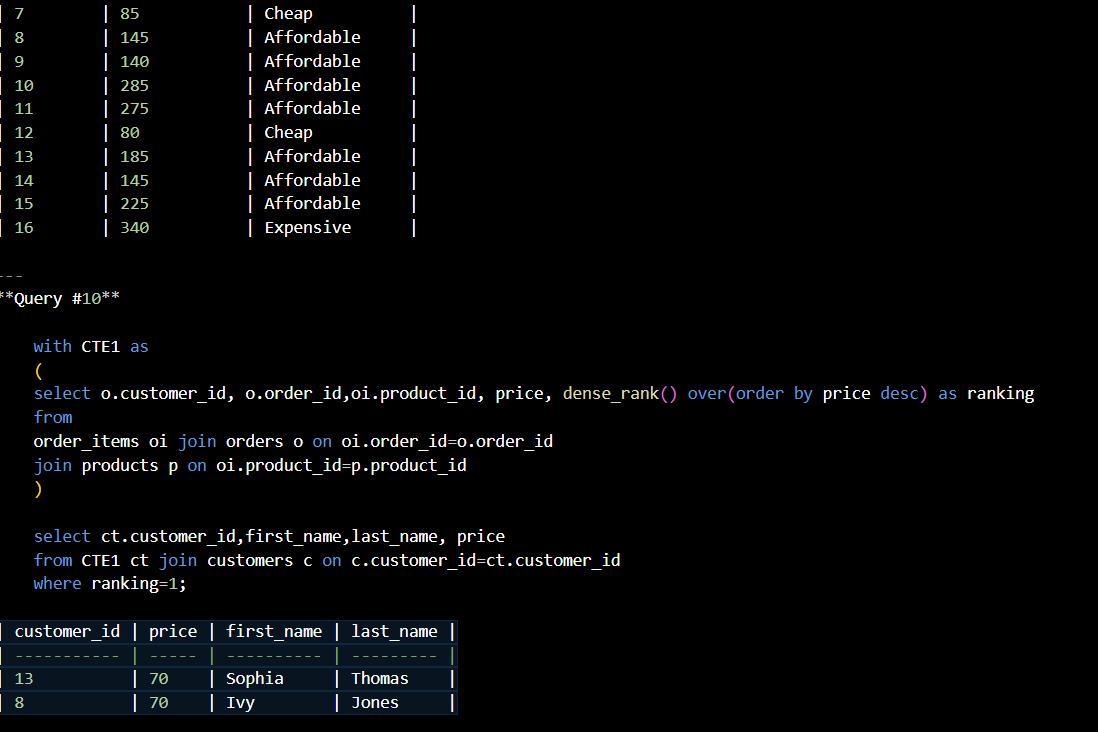 | 7        | 85           | Cheap          |
| 8        | 145          | Affordable     |
| 9        | 140          | Affordable     |
| 10       | 285          | Affordable     |
| 11       | 275          | Affordable     |
| 12       | 80           | Cheap          |
| 13       | 185          | Affordable     |
| 14       | 145          | Affordable     |
| 15       | 225          | Affordable     |
| 16       | 340          | Expensive      |
---
**Query #10**
with CTE1 as
(
select o.customer_id, o.order_id,oi.product_id, price, dense_rank() over(order by price desc) as ranking
from
order_items oi join orders o on oi.order_id=o.order_id
join products p on oi.product_id=p.product_id
)
select ct.customer_id,first_name,last_name, price
from CTE1 ct join customers c on c.customer_id=ct.customer_id
where ranking=1;
| customer_id | price | first_name | last_name |
| ----------- | ----- | ---------- | --------- |
| 13          | 70    | Sophia     | Thomas    |
| 8           | 70    | Ivy        | Jones     |